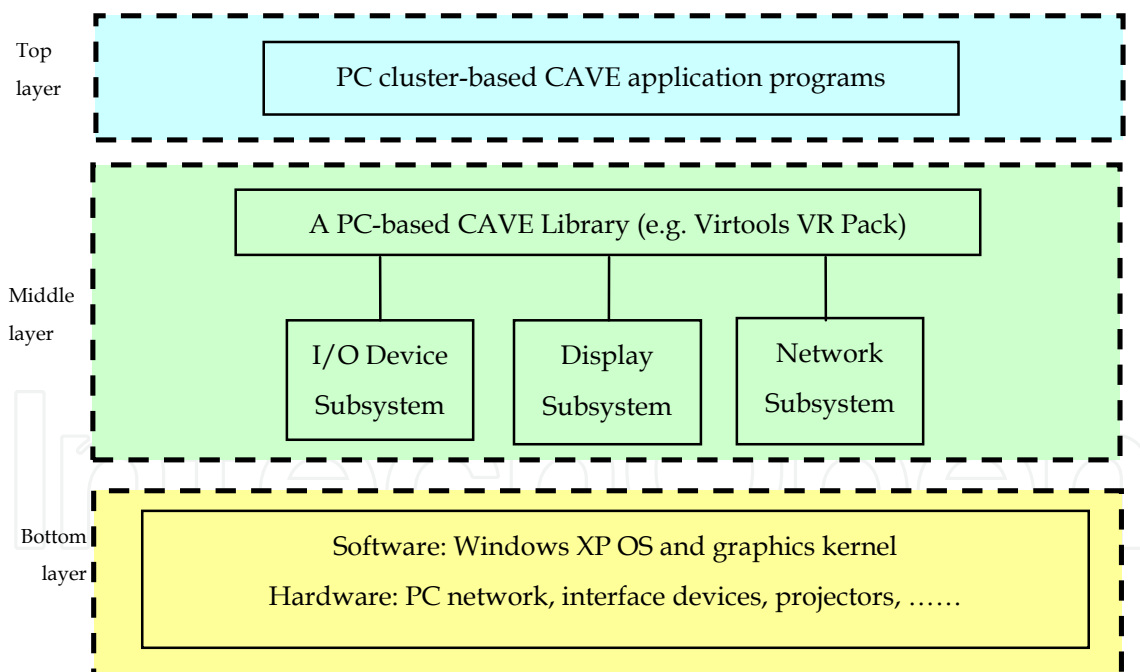 Top
layer
PC cluster-based CAVE application programs
A PC-based CAVE Library (e.g. Virtools VR Pack)
Middle
layer
I/O Device
Subsystem
Display
Subsystem
Network
Subsystem
Bottom
layer
Software: Windows XP OS and graphics kernel
Hardware: PC network, interface devices, projectors, ……